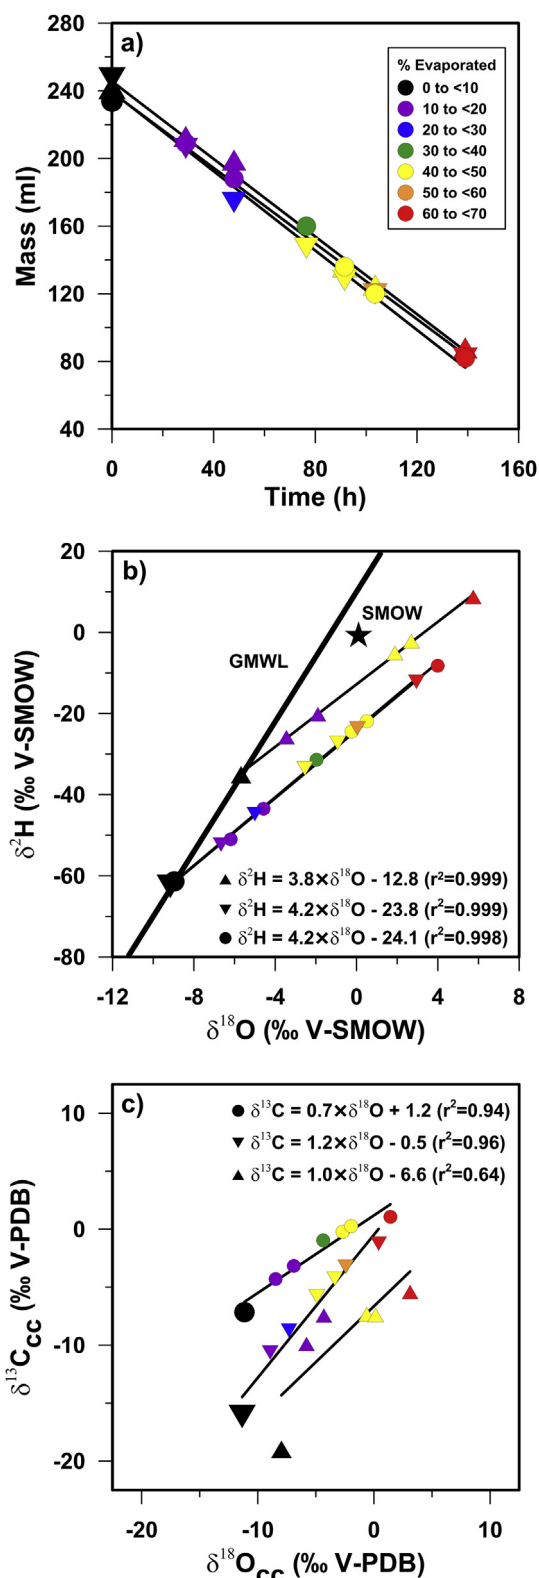 a)
280
240
200
160
120
80
40
Mass (ml)
% Evaporated
0 to <10
10 to <20
20 to <30
30 to <40
40 to <50
50 to <60
60 to <70
0 40 80 120 160
Time (h)
b)
20
0
-20
-40
-60
-80
δ²H (‰ V-SMOW)
SMOW
GMWL
δ²H = 3.8×δ¹⁸O - 12.8 (r²=0.999)
δ²H = 4.2×δ¹⁸O - 23.8 (r²=0.999)
δ²H = 4.2×δ¹⁸O - 24.1 (r²=0.998)
-12 -8 -4 0 4 8
δ¹⁸O (‰ V-SMOW)
c)
10
0
-10
-20
δ¹³C_CC (‰ V-PDB)
δ¹³C = 0.7×δ¹⁸O + 1.2 (r²=0.94)
δ¹³C = 1.2×δ¹⁸O - 0.5 (r²=0.96)
δ¹³C = 1.0×δ¹⁸O - 6.6 (r²=0.64)
-20 -10 0 10
δ¹⁸O_CC (‰ V-PDB)